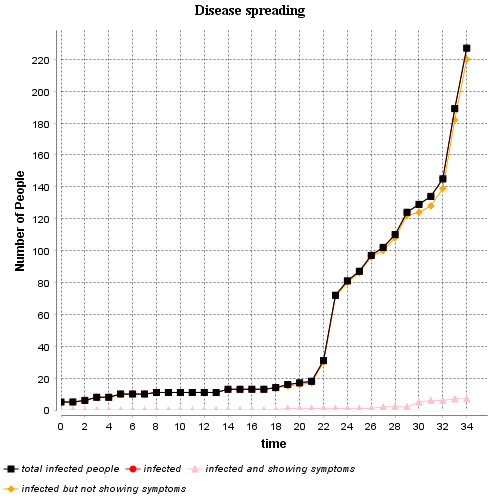 Disease spreading
Number of People
220
200
180
160
140
120
100
80
60
40
20
0
0 2 4 6 8 10 12 14 16 18 20 22 24 26 28 30 32 34
time
total infected people infected infected and showing symptoms
infected but not showing symptoms